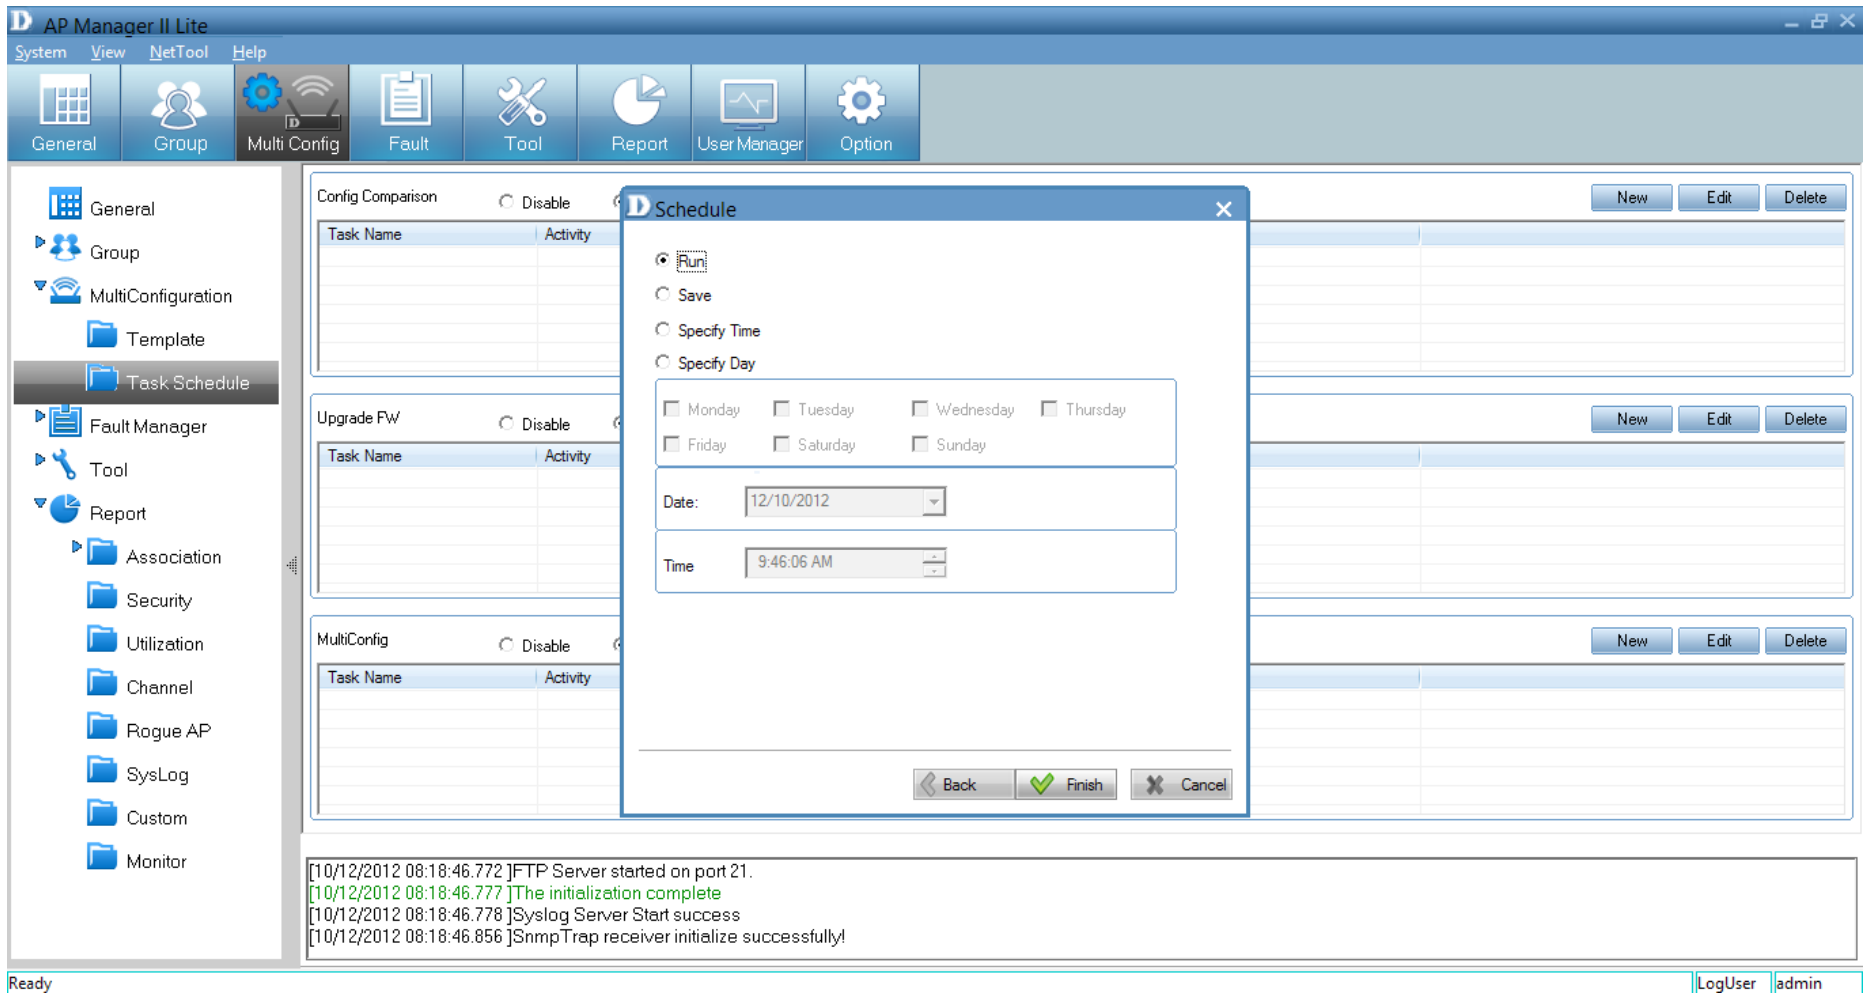 D AP Manager II Lite
System View NetTool Help
General Group Multi Config Fault Tool Report User Manager Option
General
Group
MultiConfiguration
Template
Task Schedule
Fault Manager
Tool
Report
Association
Security
Utilization
Channel
Rogue AP
SysLog
Custom
Monitor
Config Comparison Disable New Edit Delete
Task Name Activity
Upgrade FW Disable New Edit Delete
Task Name Activity
MultiConfig Disable New Edit Delete
Task Name Activity
D Schedule
Run
Save
Specify Time
Specify Day
Monday Tuesday Wednesday Thursday
Friday Saturday Sunday
Date: 12/10/2012
Time 9:46:06 AM
Back Finish Cancel
[10/12/2012 08:18:46.772 ]FTP Server started on port 21.
[10/12/2012 08:18:46.777 ]The initialization complete
[10/12/2012 08:18:46.778 ]Syslog Server Start success
[10/12/2012 08:18:46.856 ]SnmpTrap receiver initialize successfully!
Ready LogUser admin